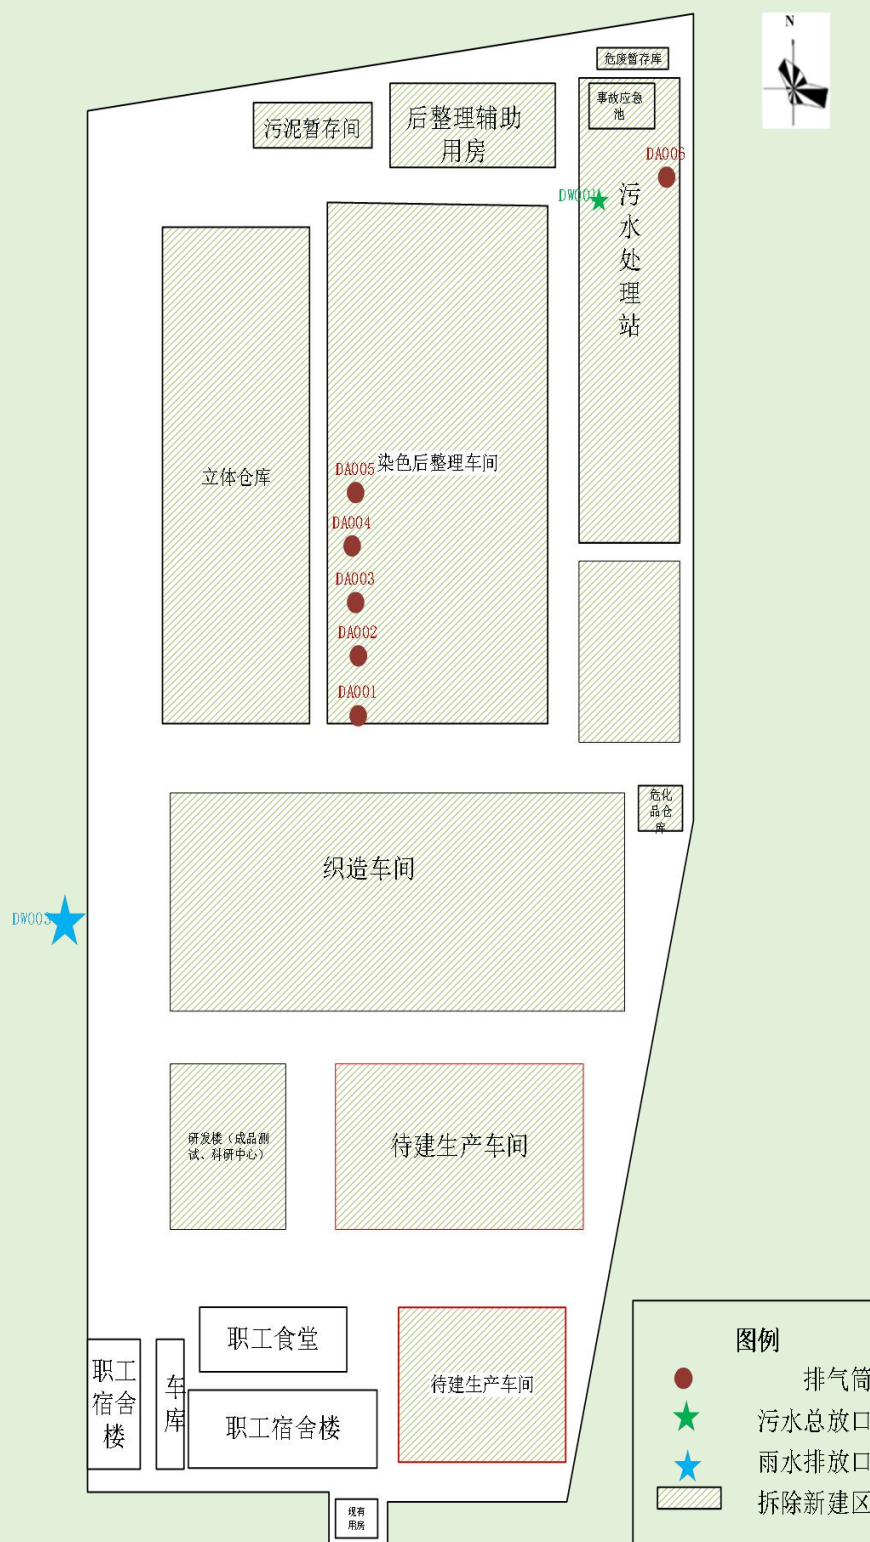 N
危废暂存库
事故应急
池
污泥暂存间
后整理辅助
用房
DA006
DW001
污
水
处
理
站
立体仓库
染色后整理车间
DA005
DA004
DA003
DA002
DA001
危化
品仓
库
织造车间
DW003
研发楼（成品测
试、科研中心）
待建生产车间
职工食堂
职工
宿舍
楼
车
库
职工宿舍楼
待建生产车间
现有
用房
图例
排气筒
污水总放口
雨水排放口
拆除新建区